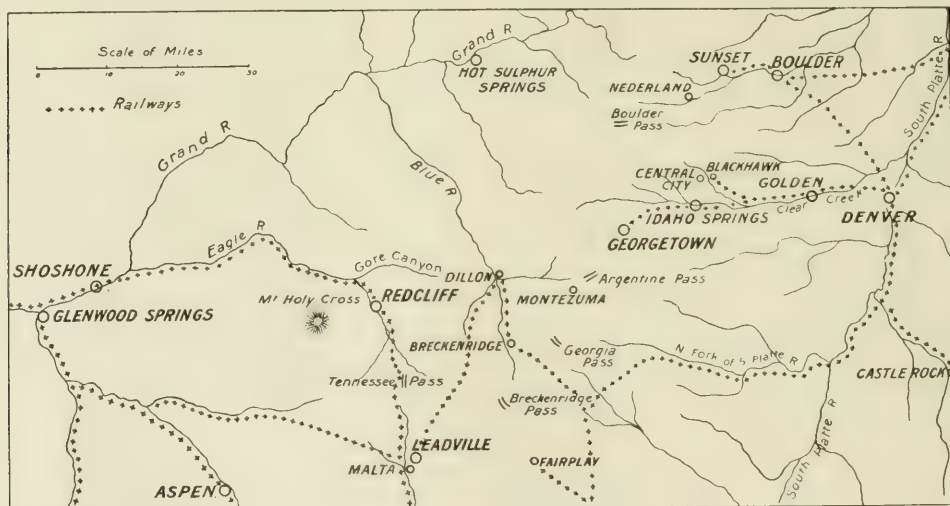 Scale of Miles
0 10 20 30
Railways
Grand R
HOT SULPHUR
SPRINGS
SUNSET
BOULDER
NEDERLAND
Boulder
Pass
South Platte R
Grand R
Blue R
CENTRAL
CITY
BLACKHAWK
GOLDEN
IDAHO SPRINGS
Clear Creek
DENVER
GEORGETOWN
Eagle R
SHOSHONE
Gore Canyon
DILLON
Argentine Pass
MONTEZUMA
Mt Holy Cross
REDCLIFF
GLENWOOD SPRINGS
BRECKENRIDGE
Georgia
Pass
N Fork of S Platte R
CASTLE ROCK
Tennessee Pass
Breckenridge
Pass
South Platte R
LEADVILLE
MALTA
FAIRPLAY
ASPEN